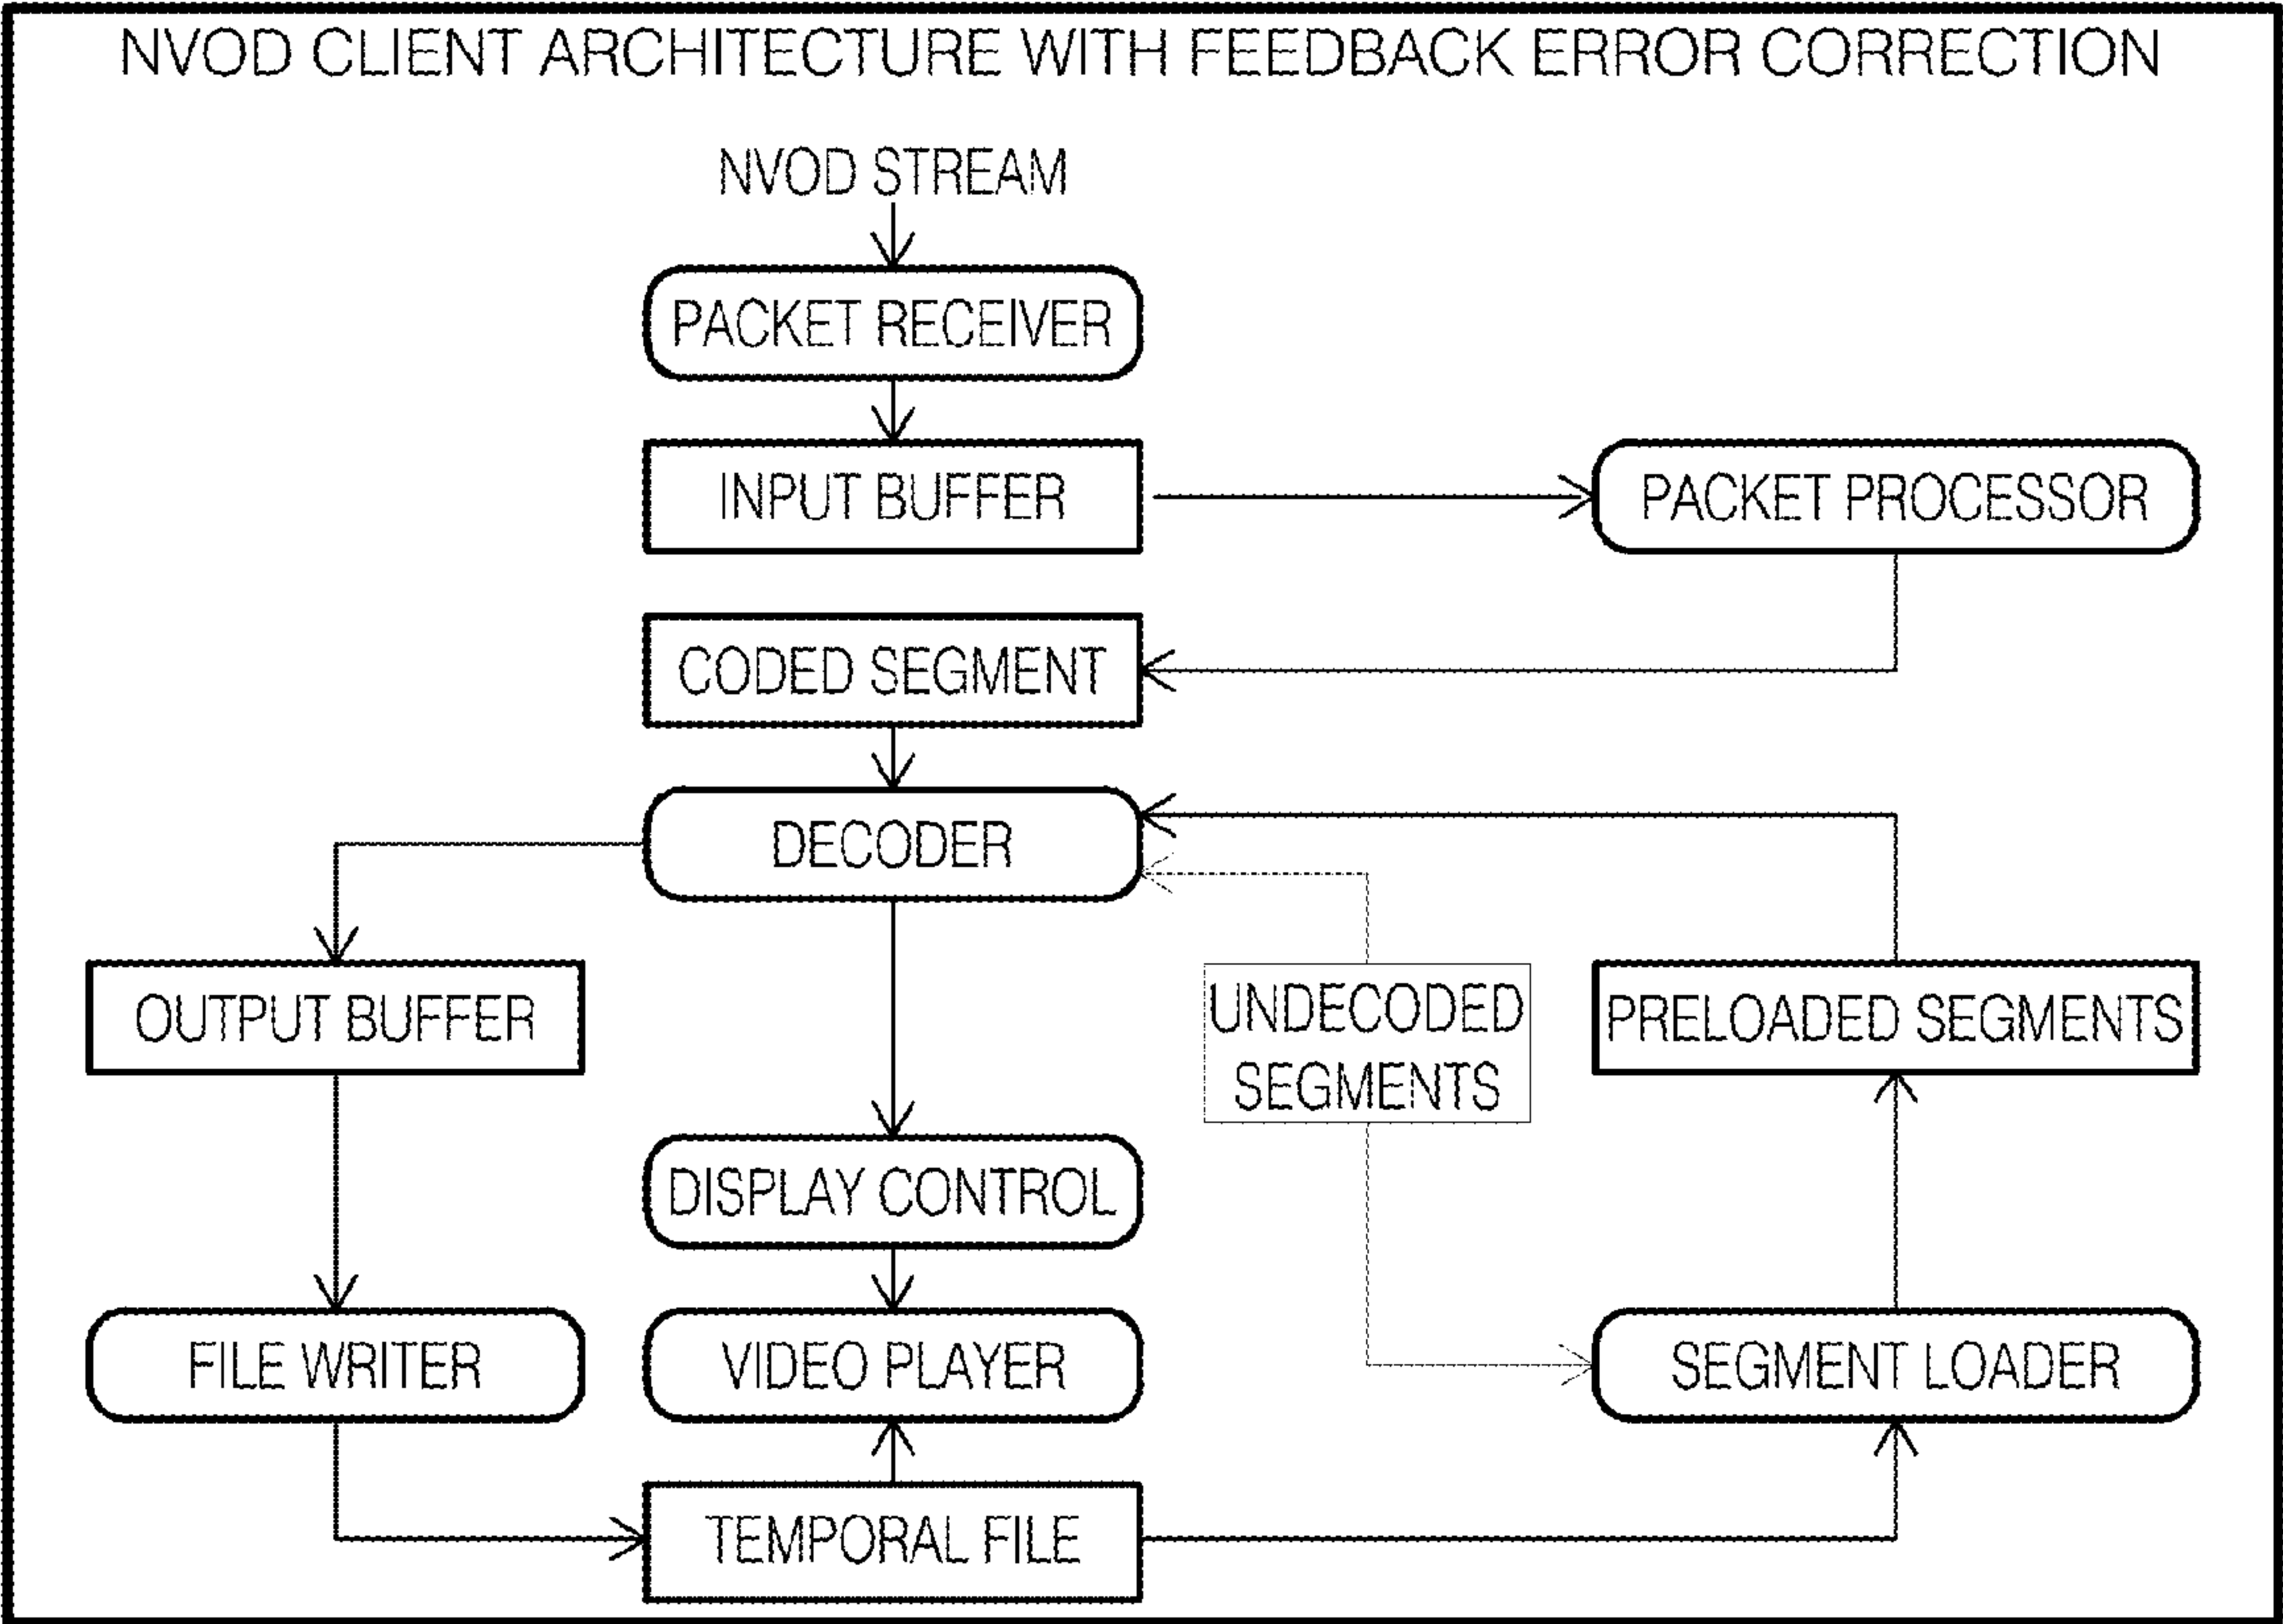 NVOD CLIENT ARCHITECTURE WITH FEEDBACK ERROR CORRECTION
NVOD STREAM
PACKET RECEIVER
INPUT BUFFER
PACKET PROCESSOR
CODED SEGMENT
DECODER
OUTPUT BUFFER
UNDECODED
SEGMENTS
PRELOADED SEGMENTS
DISPLAY CONTROL
FILE WRITER
VIDEO PLAYER
SEGMENT LOADER
TEMPORAL FILE